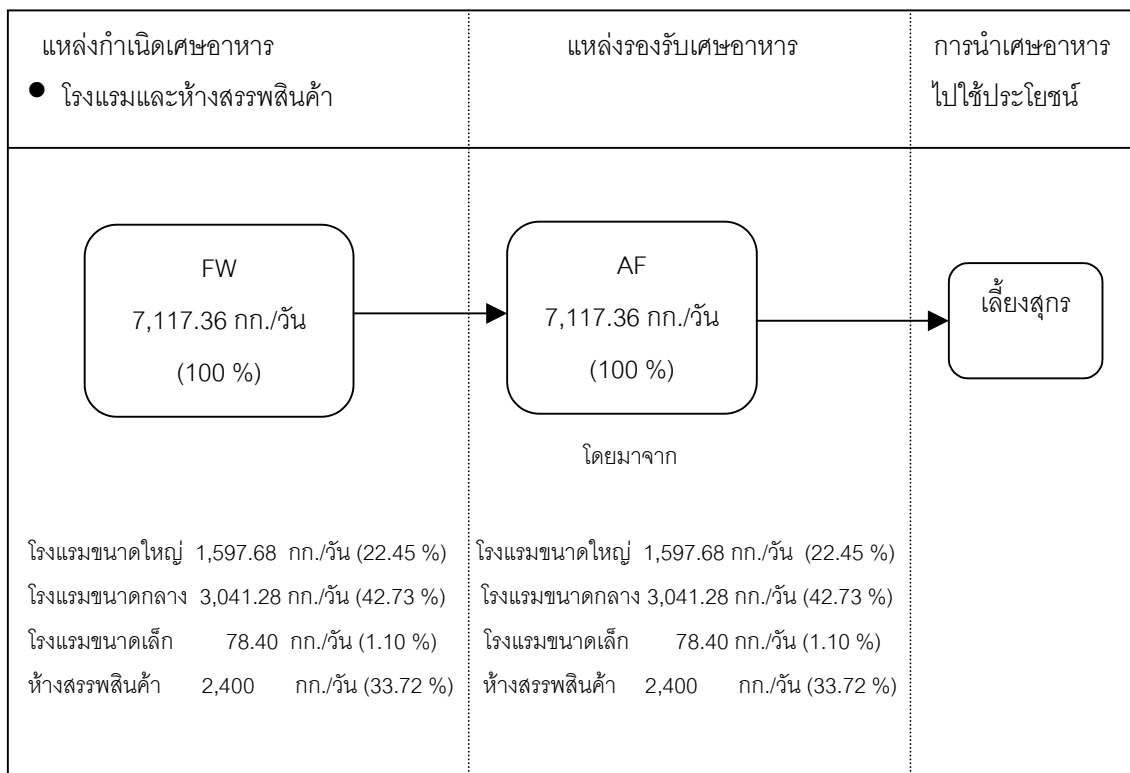 แหล่งกำเนิดเศษอาหาร
● โรงแรมและห้างสรรพสินค้า
แหล่งรองรับเศษอาหาร
การนำเศษอาหาร
ไปใช้ประโยชน์
FW
7,117.36 กก./วัน
(100 %)
AF
7,117.36 กก./วัน
(100 %)
เลี้ยงสุกร
โดยมาจาก
โรงแรมขนาดใหญ่ 1,597.68 กก./วัน (22.45 %)
โรงแรมขนาดกลาง 3,041.28 กก./วัน (42.73 %)
โรงแรมขนาดเล็ก 78.40 กก./วัน (1.10 %)
ห้างสรรพสินค้า 2,400 กก./วัน (33.72 %)
โรงแรมขนาดใหญ่ 1,597.68 กก./วัน (22.45 %)
โรงแรมขนาดกลาง 3,041.28 กก./วัน (42.73 %)
โรงแรมขนาดเล็ก 78.40 กก./วัน (1.10 %)
ห้างสรรพสินค้า 2,400 กก./วัน (33.72 %)